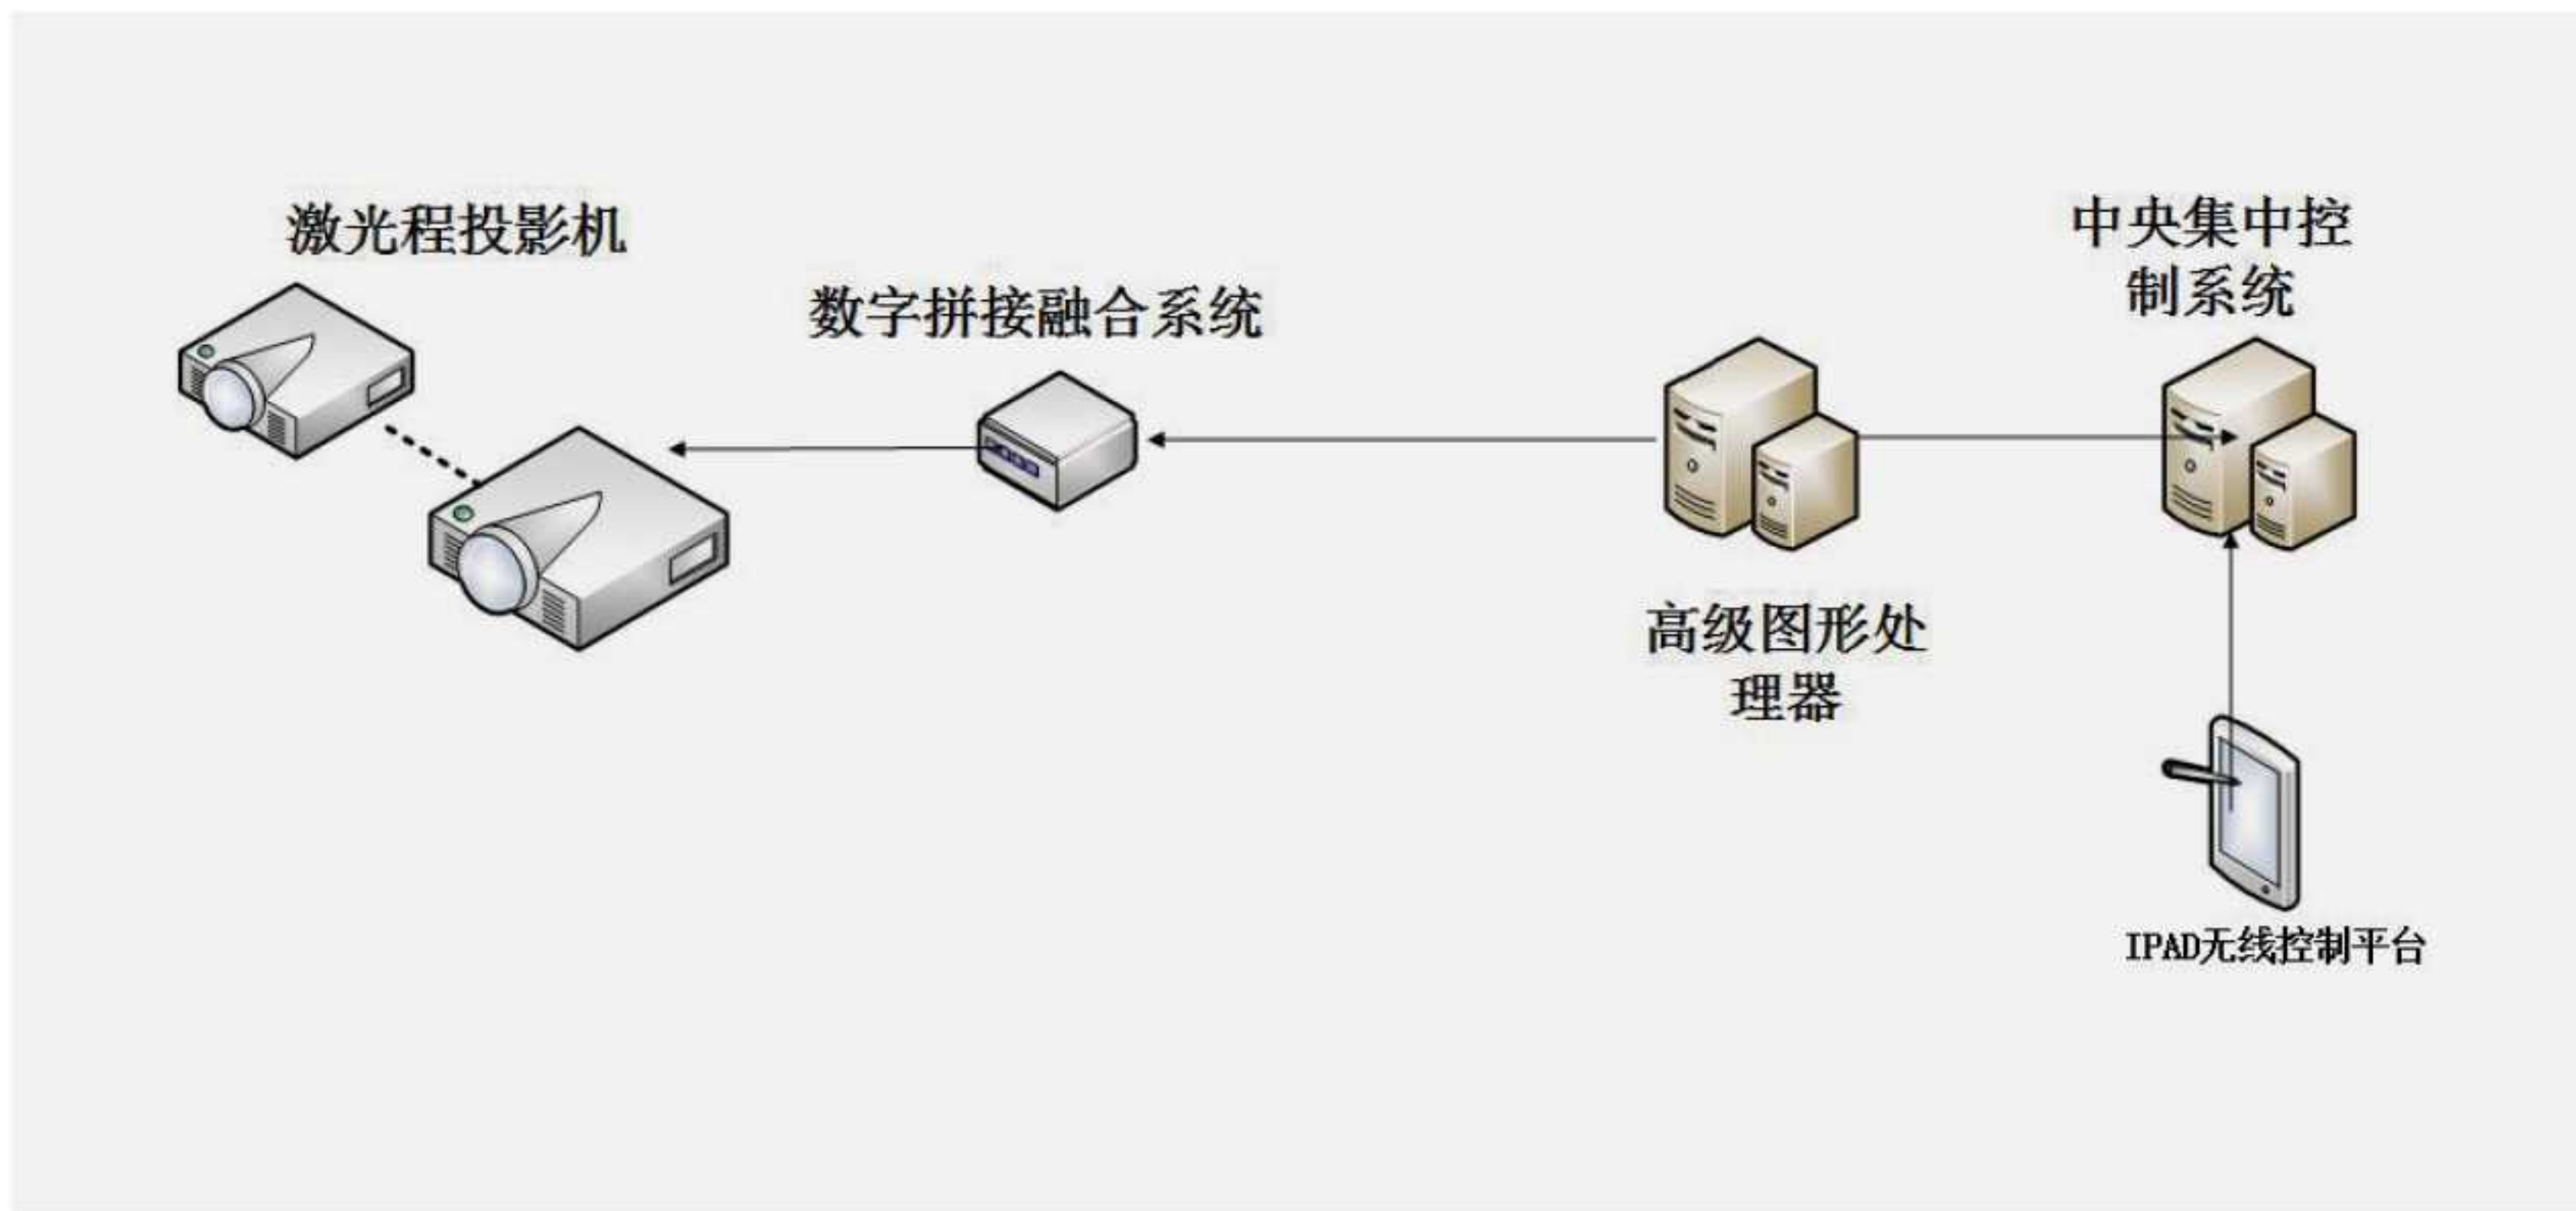 激光程投影机
数字拼接融合系统
中央集中控
制系统
高级图形处
理器
IPAD无线控制平台